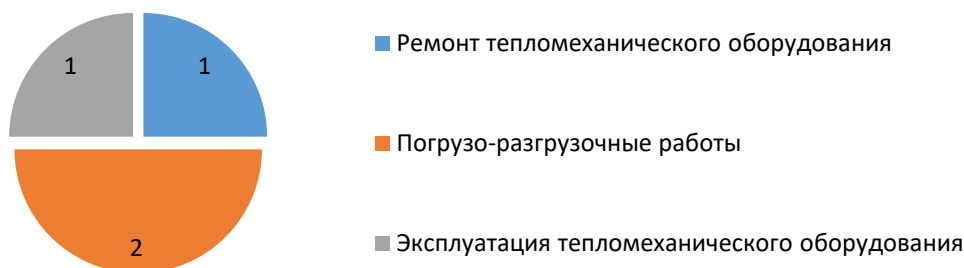 1
1
2
Ремонт тепломеханического оборудования
Погрузо-разгрузочные работы
Эксплуатация тепломеханического оборудования